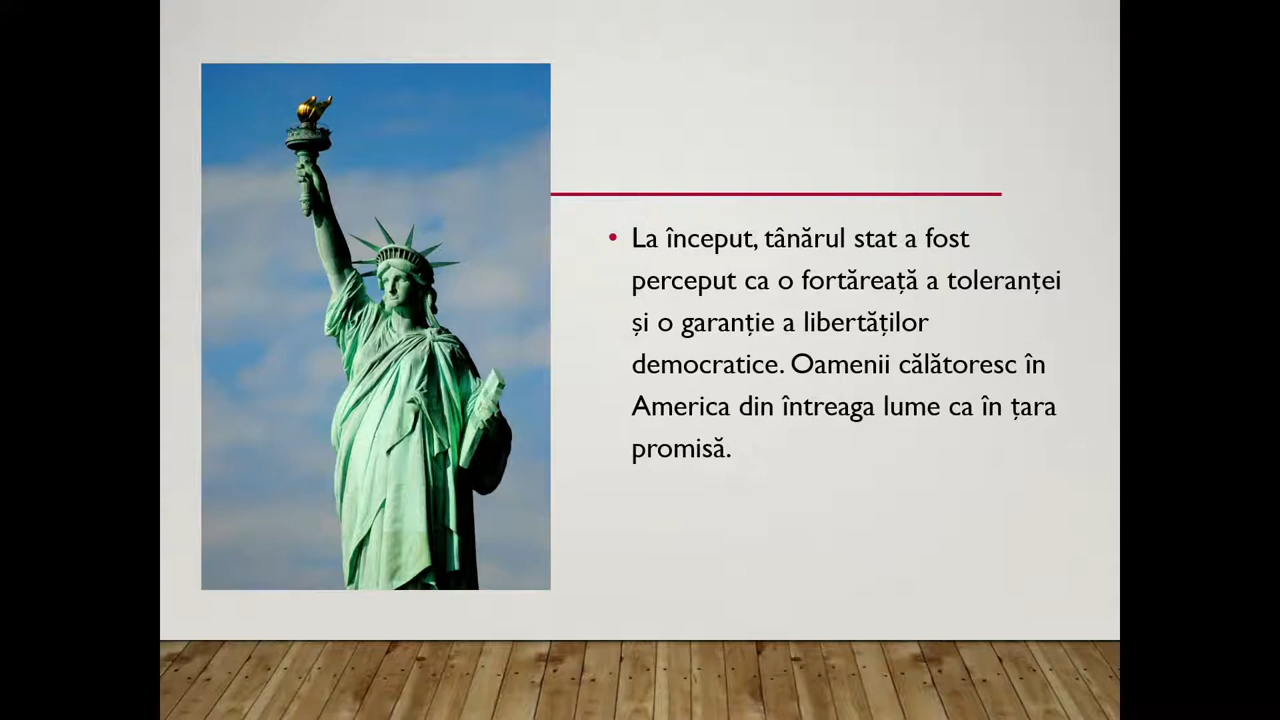 • La început, tânărul stat a fost
perceput ca o fortăreață a toleranței
și o garanție a libertăților
democratice. Oamenii călătoresc în
America din întreaga lume ca în țara
promisă.